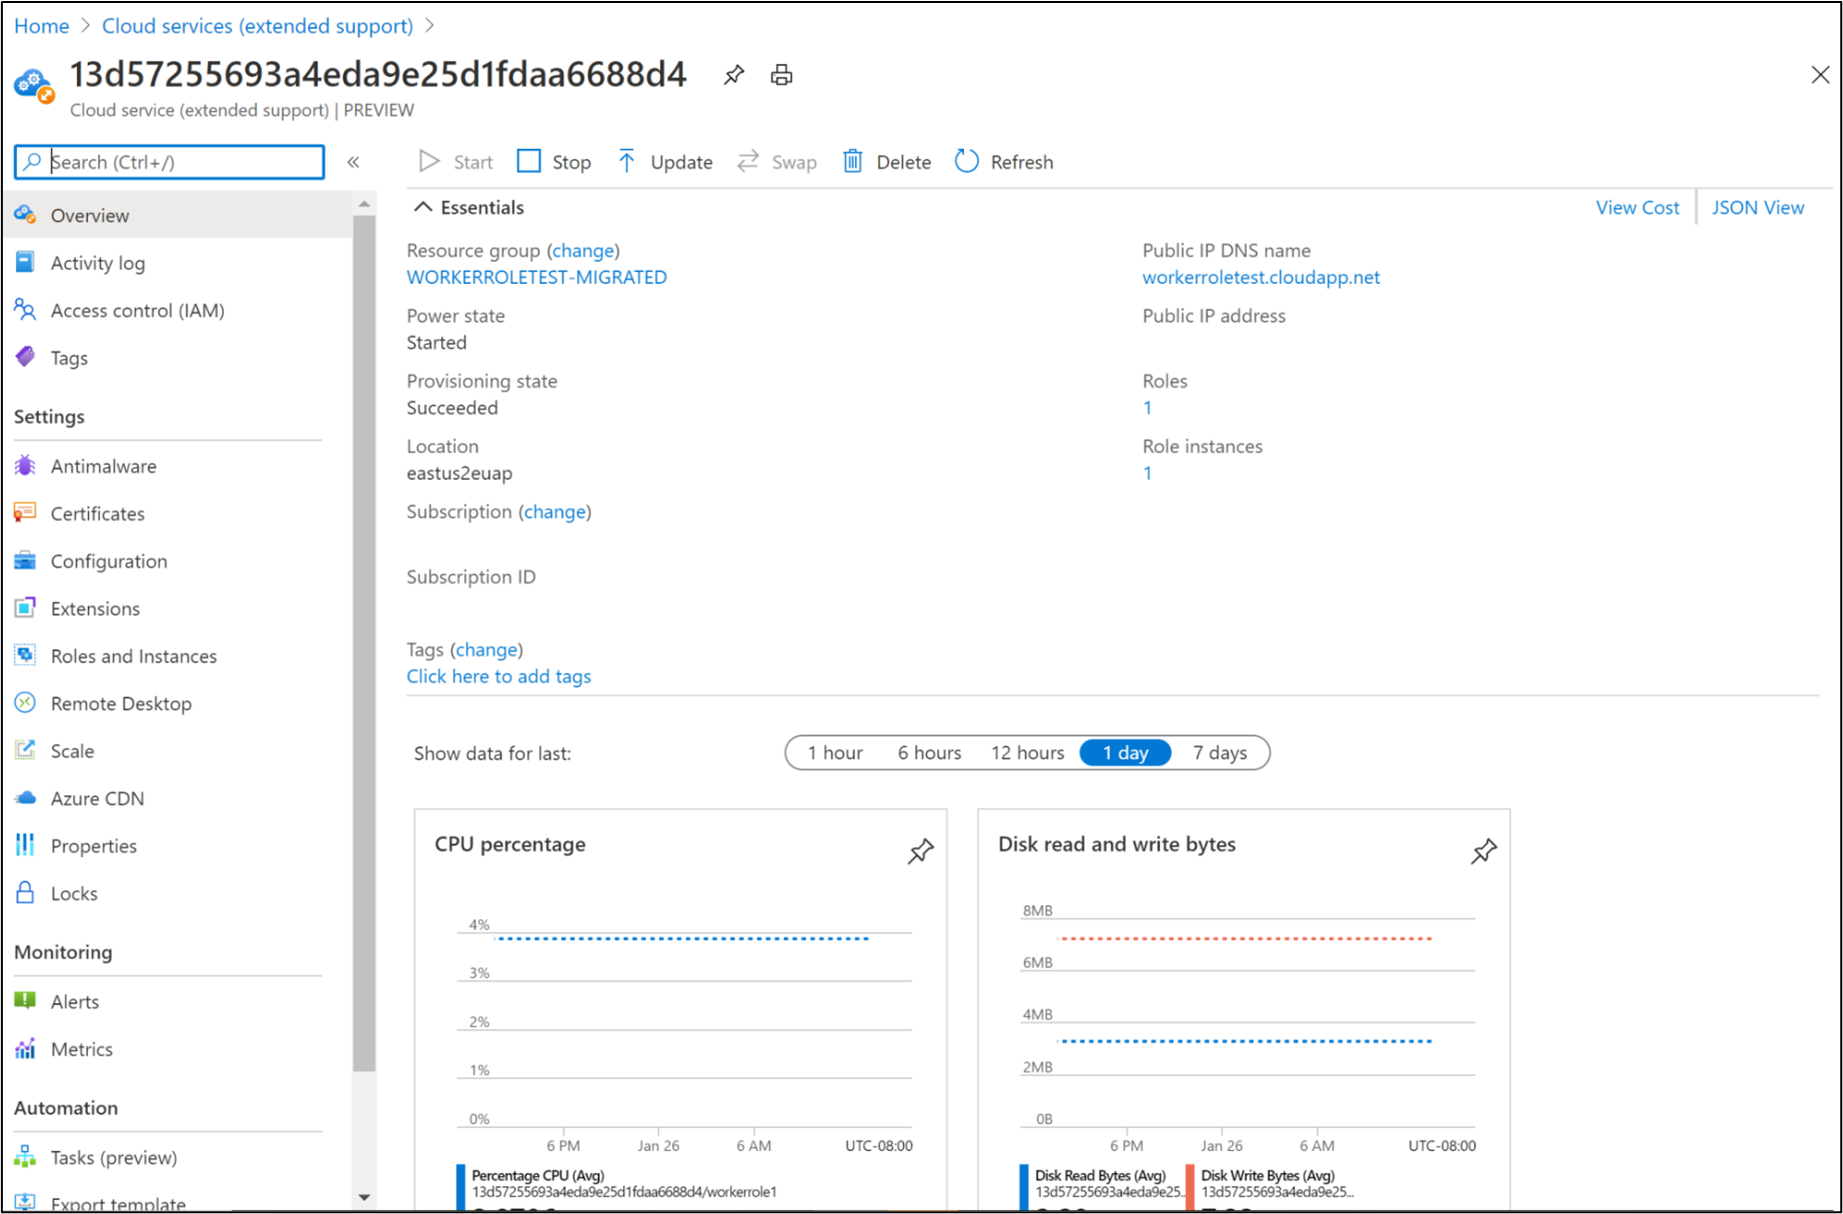 Home > Cloud services (extended support) >
13d57255693a4eda9e25d1fdaa6688d4
Cloud service (extended support) | PREVIEW
Search (Ctrl+/)
«
Overview
Activity log
Access control (IAM)
Tags
Settings
Antimalware
Certificates
Configuration
Extensions
Roles and Instances
Remote Desktop
Scale
Azure CDN
Properties
Locks
Monitoring
Alerts
Metrics
Automation
Tasks (preview)
Export template
Start Stop Update Swap Delete Refresh
Essentials
View Cost JSON View
Resource group (change)
WORKERROLETEST-MIGRATED
Power state
Started
Provisioning state
Succeeded
Location
eastus2euap
Subscription (change)
Subscription ID
Tags (change)
Click here to add tags
Public IP DNS name
workerroletest.cloudapp.net
Public IP address
Roles
1
Role instances
1
Show data for last:
1 hour 6 hours 12 hours 1 day 7 days
CPU percentage
4%
3%
2%
1%
0%
6 PM Jan 26 6 AM UTC-08:00
Percentage CPU (Avg)
13d57255693a4eda9e25d1fdaa6688d4/workerrole1
Disk read and write bytes
8MB
6MB
4MB
2MB
0B
6 PM Jan 26 6 AM UTC-08:00
Disk Read Bytes (Avg)
13d57255693a4eda9e25...
Disk Write Bytes (Avg)
13d57255693a4eda9e25...